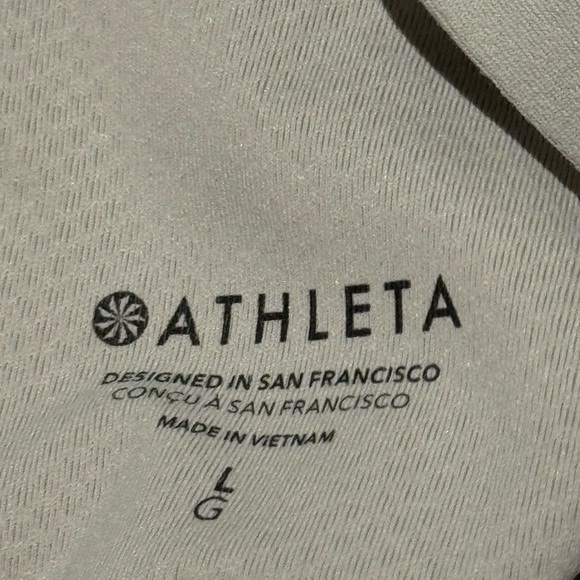 ATHLETA
DESIGNED IN SAN FRANCISCO
CONÇU À SAN FRANCISCO
MADE IN VIETNAM
L
G